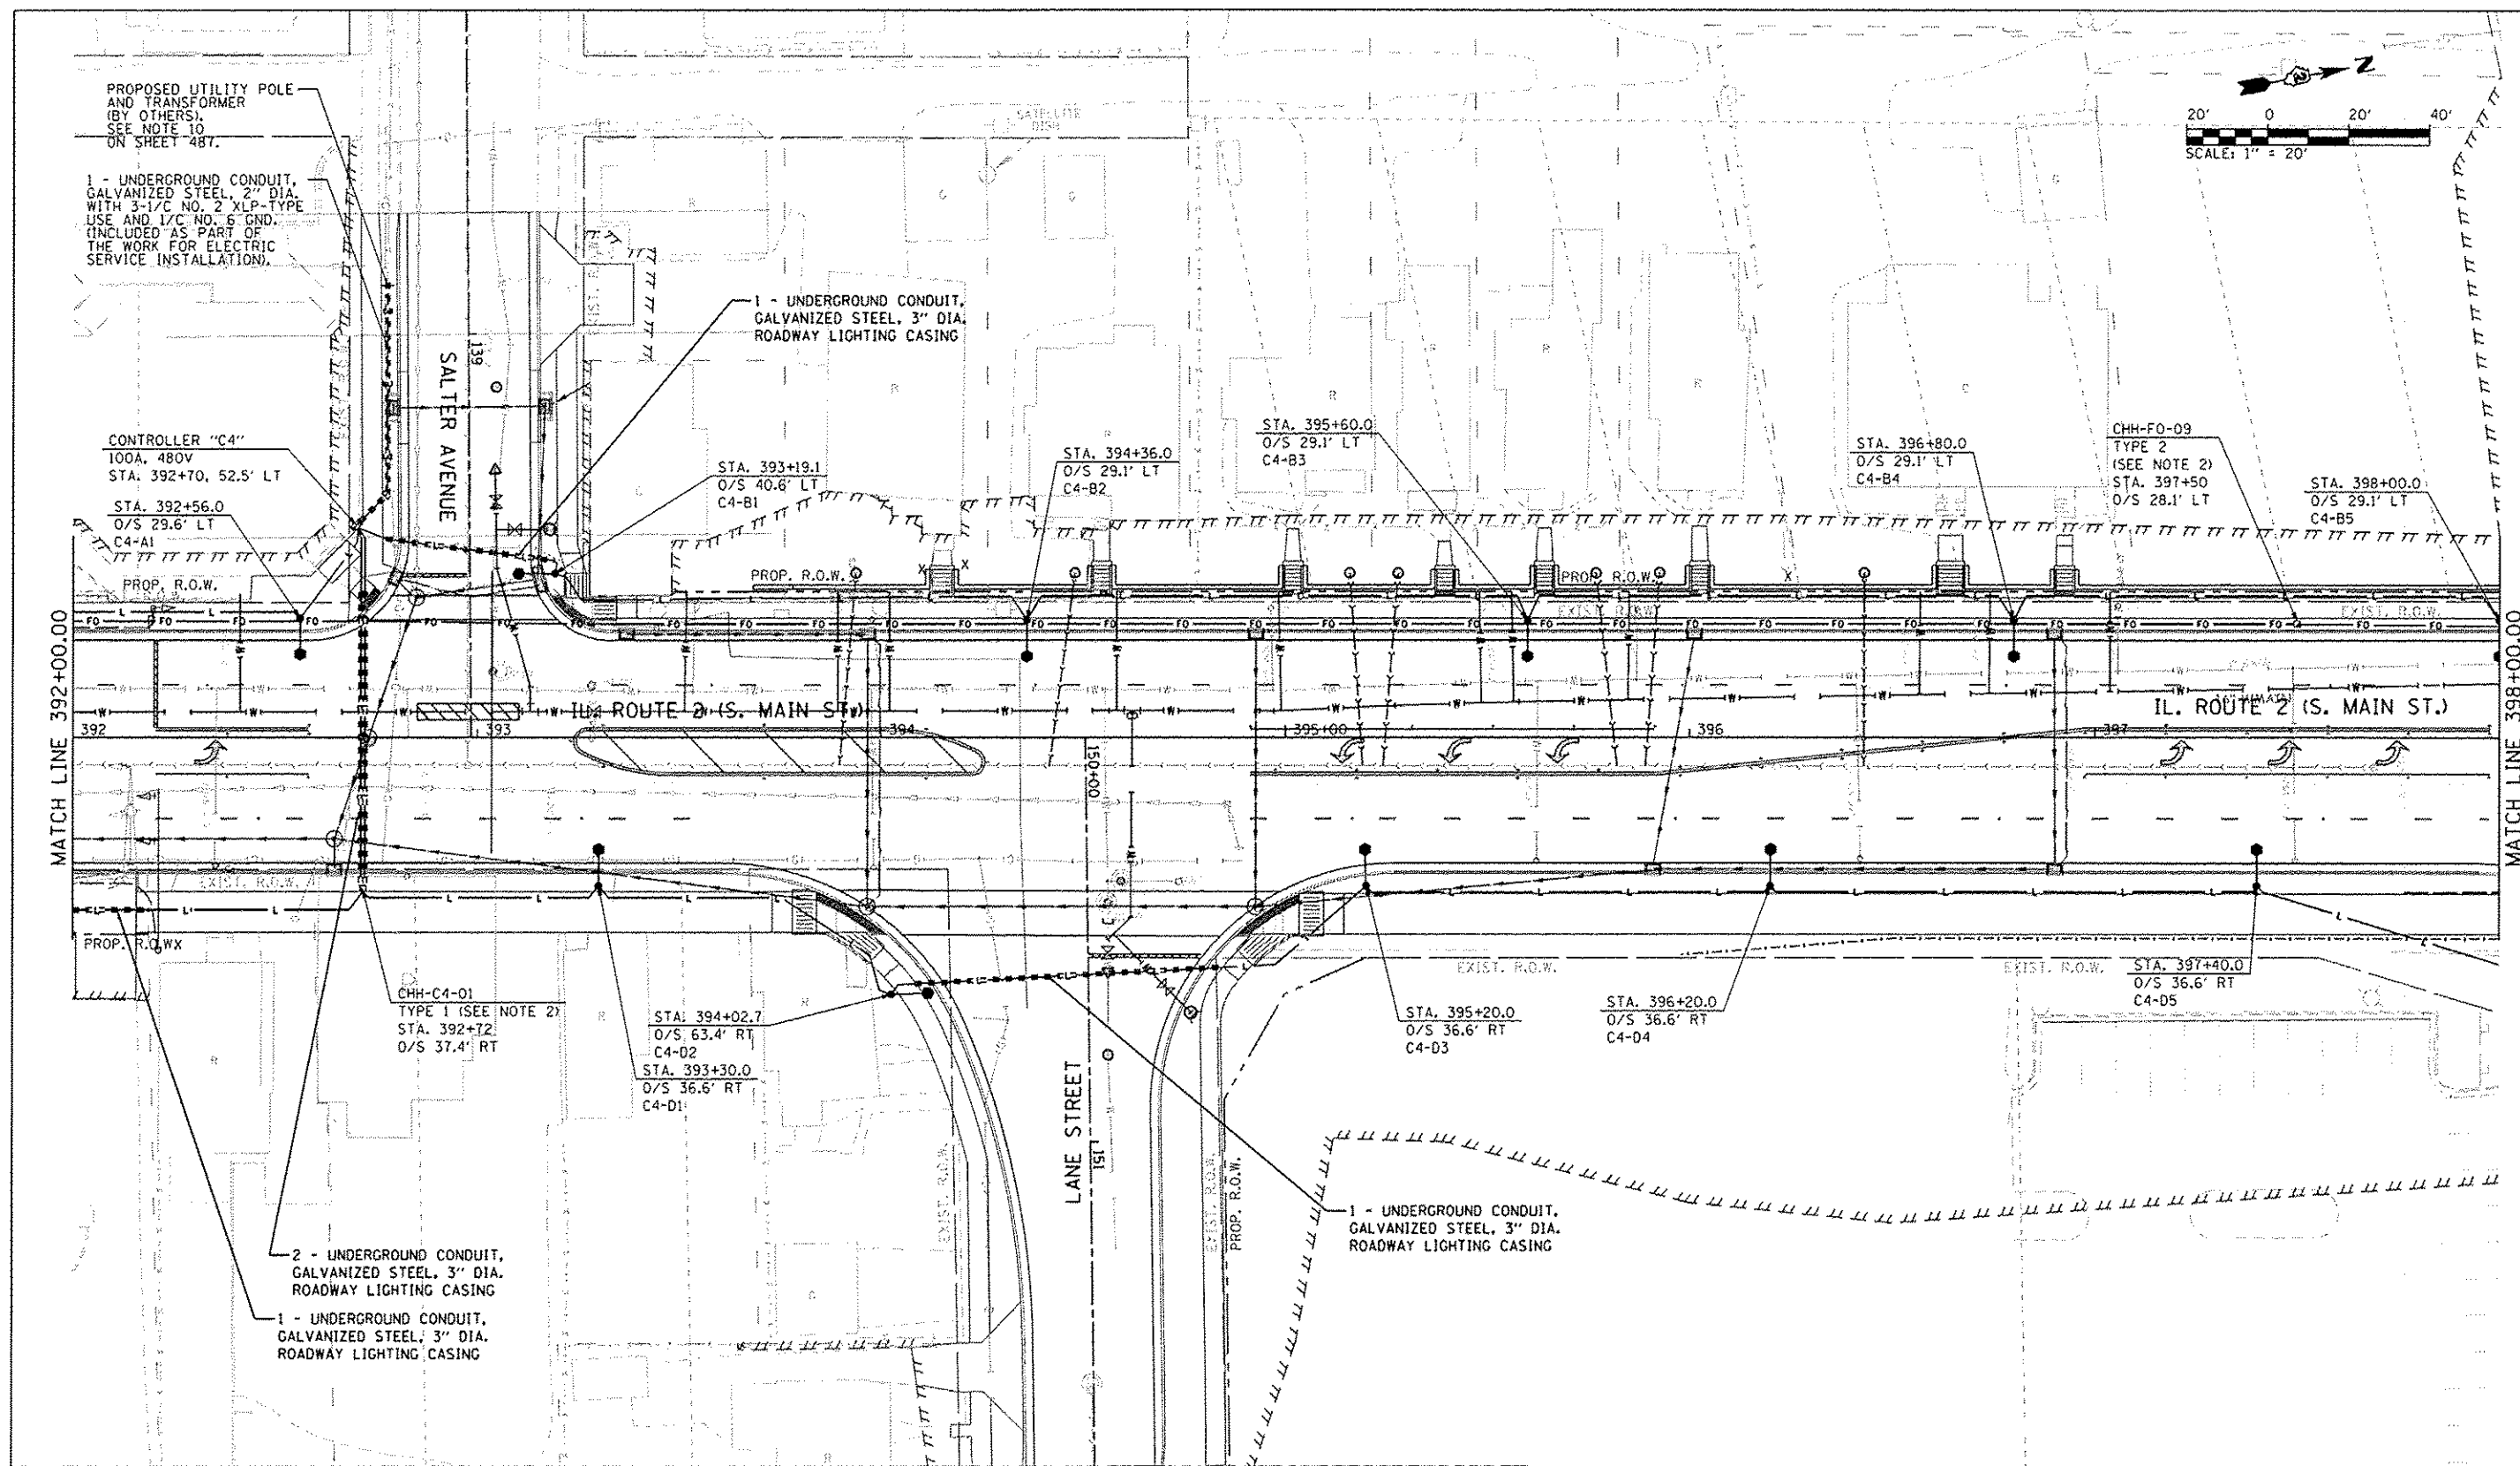 PROPOSED UTILITY POLE
AND TRANSFORMER
(BY OTHERS).
SEE NOTE 10
ON SHEET 487.
1 - UNDERGROUND CONDUIT,
GALVANIZED STEEL, 2" DIA.
WITH 3-1/C NO. 2 XLP-TYPE
USE AND 1/C NO. 6 GND.
(INCLUDED AS PART OF
THE WORK FOR ELECTRIC
SERVICE INSTALLATION).
SATELLITE
DISH
Z
20' 0 20' 40'
SCALE: 1" = 20'
1 - UNDERGROUND CONDUIT,
GALVANIZED STEEL, 3" DIA.
ROADWAY LIGHTING CASING
139
SALTER AVENUE
CONTROLLER "C4"
100A, 480V
STA. 392+70, 52.5' LT
STA. 392+56.0
O/S 29.6' LT
C4-A1
STA. 393+19.1
O/S 40.6' LT
C4-B1
STA. 394+36.0
O/S 29.1' LT
C4-B2
STA. 395+60.0
O/S 29.1' LT
C4-B3
STA. 396+80.0
O/S 29.1' LT
C4-B4
CHH-FO-09
TYPE 2
(SEE NOTE 2)
STA. 397+50
O/S 28.1' LT
STA. 398+00.0
O/S 29.1' LT
C4-B5
PROP. R.O.W.
PROP. R.O.W.
PROP. R.O.W.
EXIST. R.O.W.
EXIST. R.O.W.
MATCH LINE 392+00.00
MATCH LINE 398+00.00
IL. ROUTE 2 (S. MAIN ST.)
IL. ROUTE 2 (S. MAIN ST.)
392
393
394
395+00
396
397
150+00
EXIST. R.O.W.
PROP. R.O.W.
EXIST. R.O.W.
EXIST. R.O.W.
CHH-C4-01
TYPE 1 (SEE NOTE 2)
STA. 392+72
O/S 37.4' RT
STA. 394+02.7
O/S 63.4' RT
C4-D2
STA. 393+30.0
O/S 36.6' RT
C4-D1
STA. 395+20.0
O/S 36.6' RT
C4-D3
STA. 396+20.0
O/S 36.6' RT
C4-D4
STA. 397+40.0
O/S 36.6' RT
C4-D5
LANE STREET
151
EXIST. R.O.W.
EXIST. R.O.W.
PROP. R.O.W.
1 - UNDERGROUND CONDUIT,
GALVANIZED STEEL, 3" DIA.
ROADWAY LIGHTING CASING
2 - UNDERGROUND CONDUIT,
GALVANIZED STEEL, 3" DIA.
ROADWAY LIGHTING CASING
1 - UNDERGROUND CONDUIT,
GALVANIZED STEEL, 3" DIA.
ROADWAY LIGHTING CASING